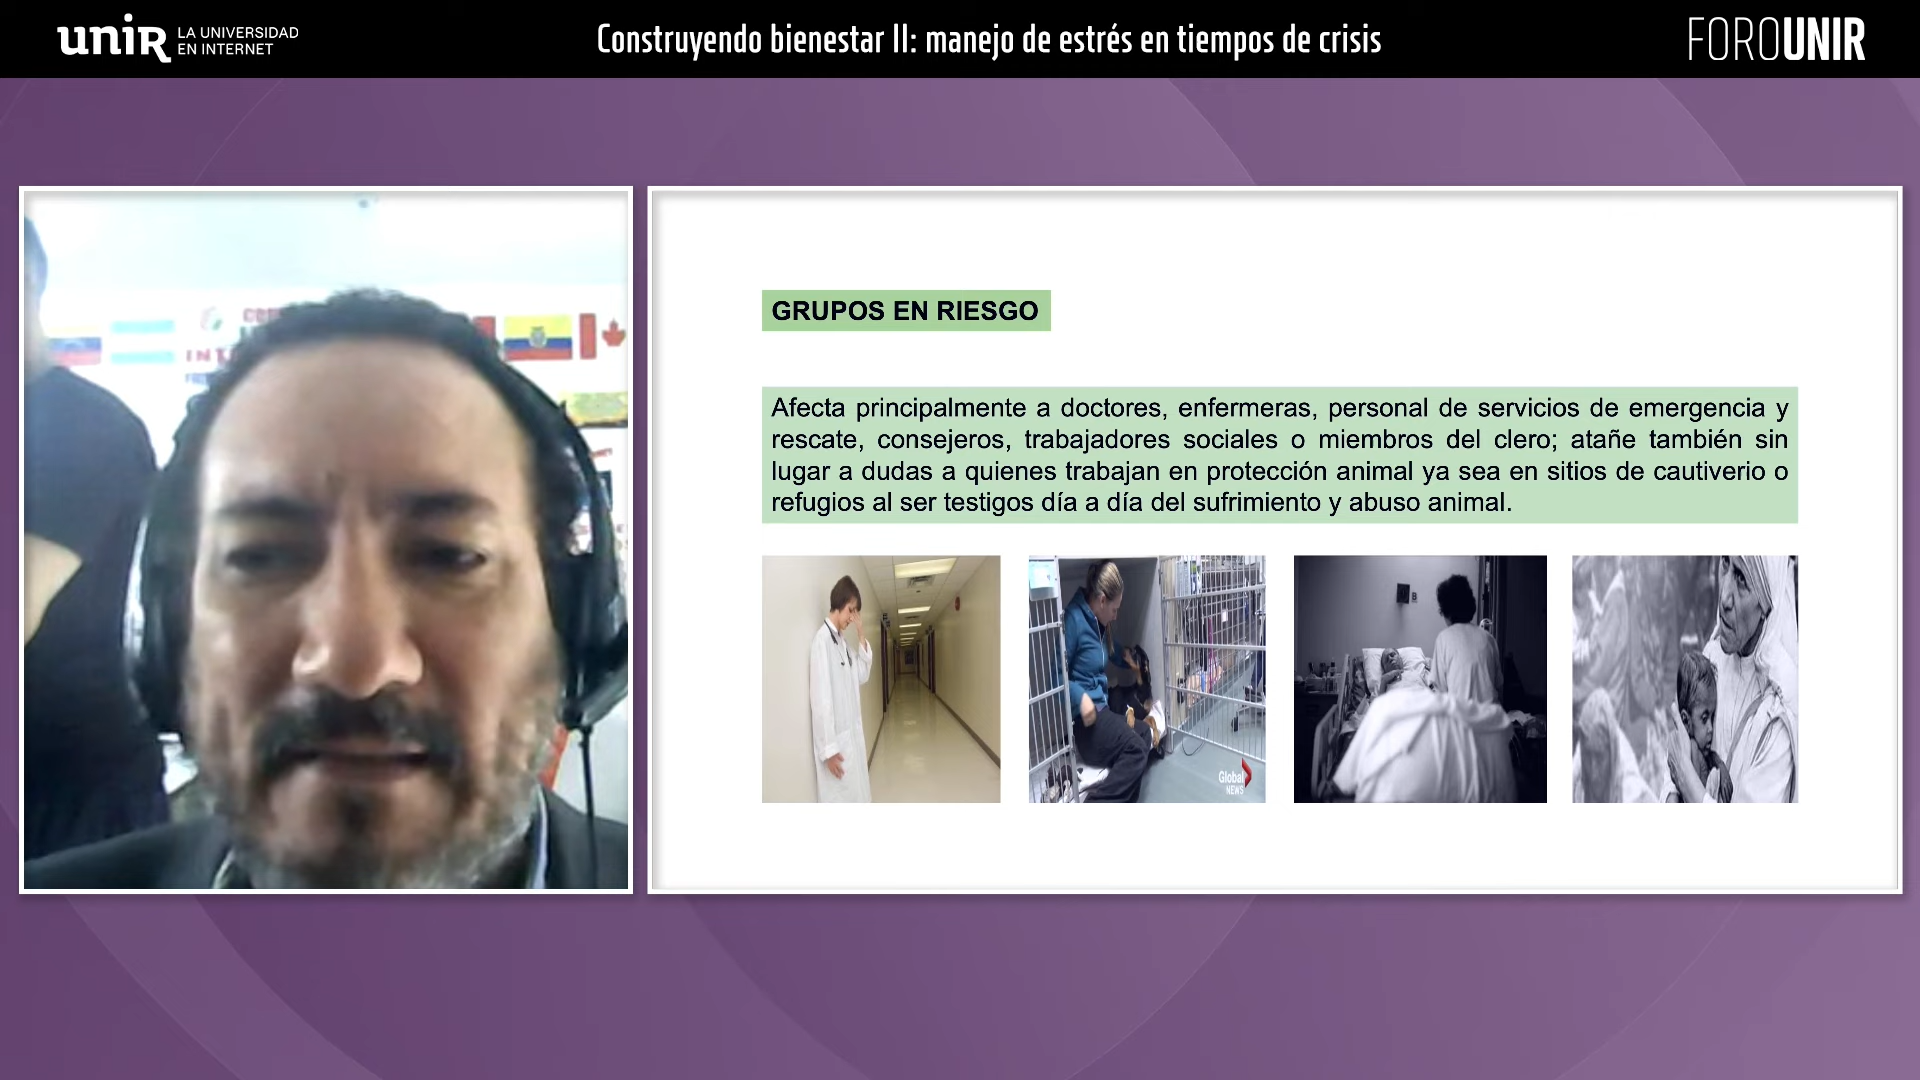 unir LA UNIVERSIDAD
EN INTERNET
Construyendo bienestar II: manejo de estrés en tiempos de crisis
FOROUNIR
GRUPOS EN RIESGO
Afecta principalmente a doctores, enfermeras, personal de servicios de emergencia y
rescate, consejeros, trabajadores sociales o miembros del clero; atañe también sin
lugar a dudas a quienes trabajan en protección animal ya sea en sitios de cautiverio o
refugios al ser testigos día a día del sufrimiento y abuso animal.
Global
NEWS